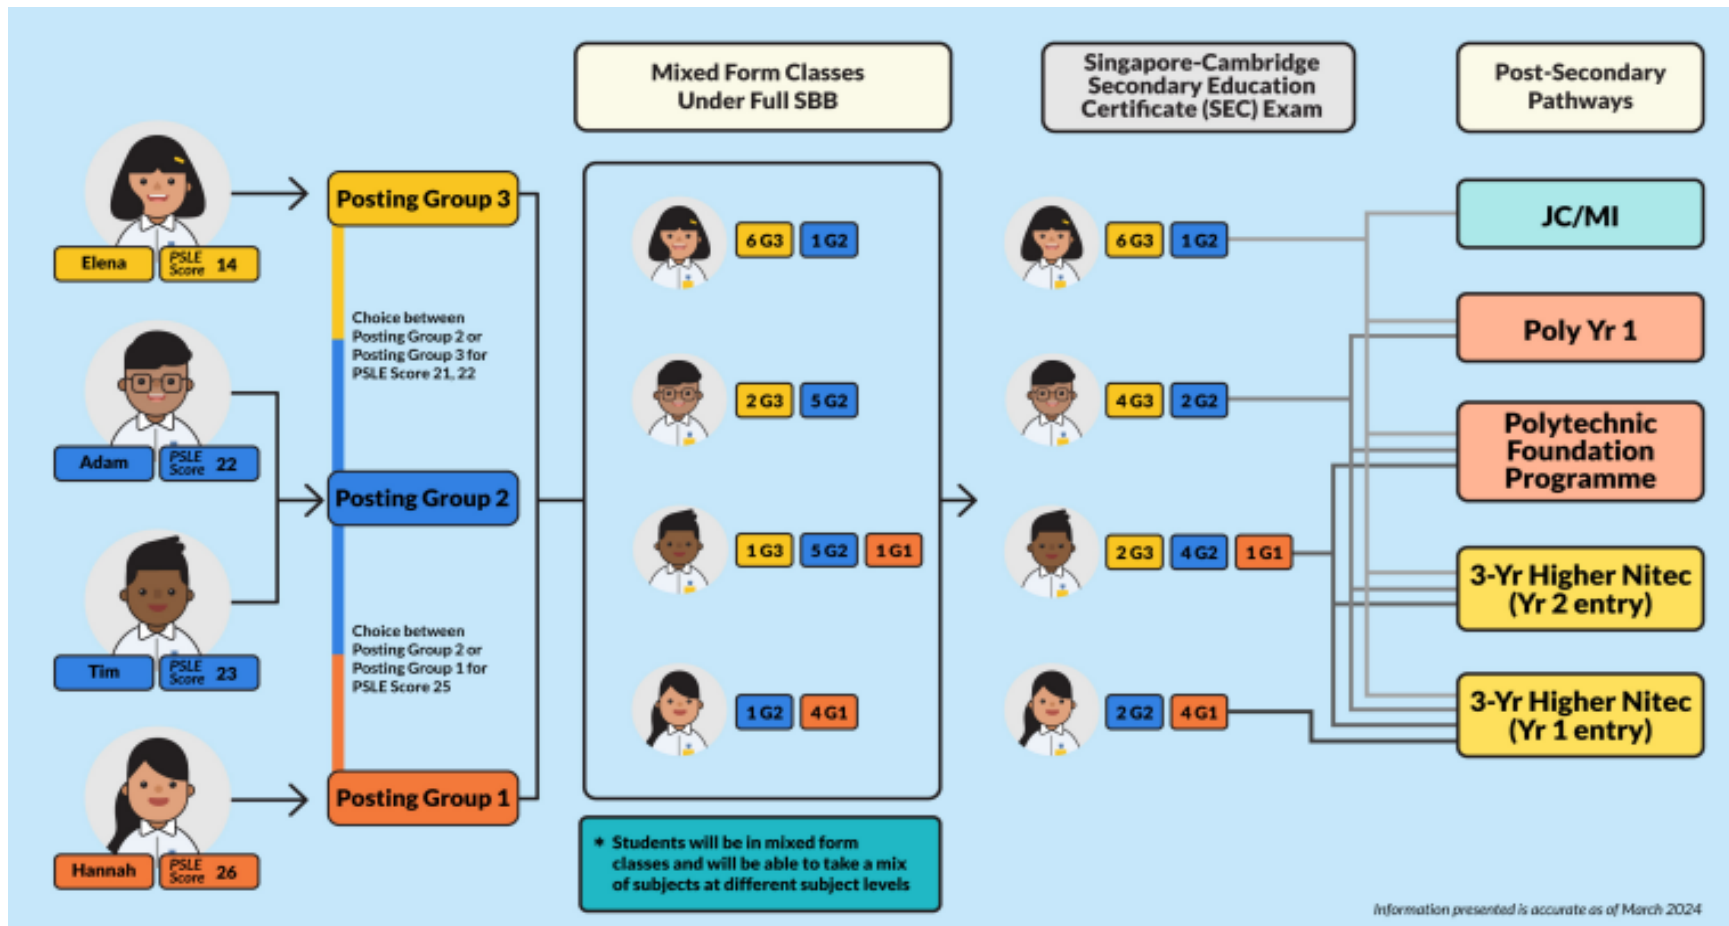 Mixed Form Classes
Under Full SBB
Singapore-Cambridge
Secondary Education
Certificate (SEC) Exam
Post-Secondary
Pathways
Elena
PSLE
Score 14
Adam
PSLE
Score 22
Tim
PSLE
Score 23
Hannah
PSLE
Score 26
Posting Group 3
Choice between
Posting Group 2 or
Posting Group 3 for
PSLE Score 21, 22
Posting Group 2
Choice between
Posting Group 2 or
Posting Group 1 for
PSLE Score 25
Posting Group 1
6 G3 1 G2
2 G3 5 G2
1 G3 5 G2 1 G1
1 G2 4 G1
* Students will be in mixed form
classes and will be able to take a mix
of subjects at different subject levels
6 G3 1 G2
4 G3 2 G2
2 G3 4 G2 1 G1
2 G2 4 G1
JC/MI
Poly Yr 1
Polytechnic
Foundation
Programme
3-Yr Higher Nitec
(Yr 2 entry)
3-Yr Higher Nitec
(Yr 1 entry)
Information presented is accurate as of March 2024